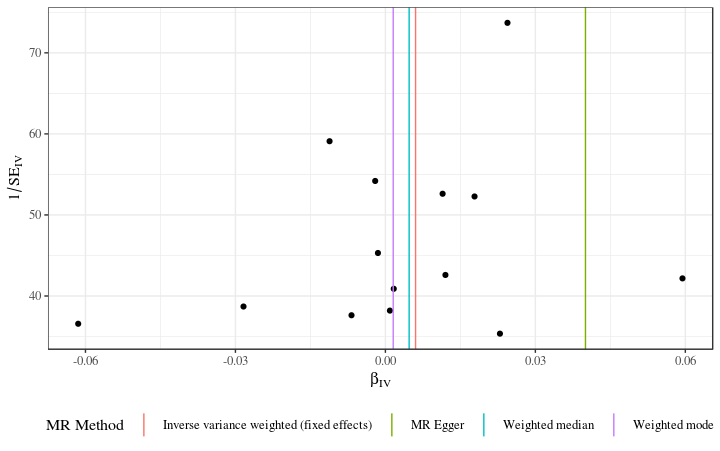 70
60
50
40
1/SE_IV
-0.06 -0.03 0.00 0.03 0.06
β_IV
MR Method Inverse variance weighted (fixed effects) MR Egger Weighted median Weighted mode